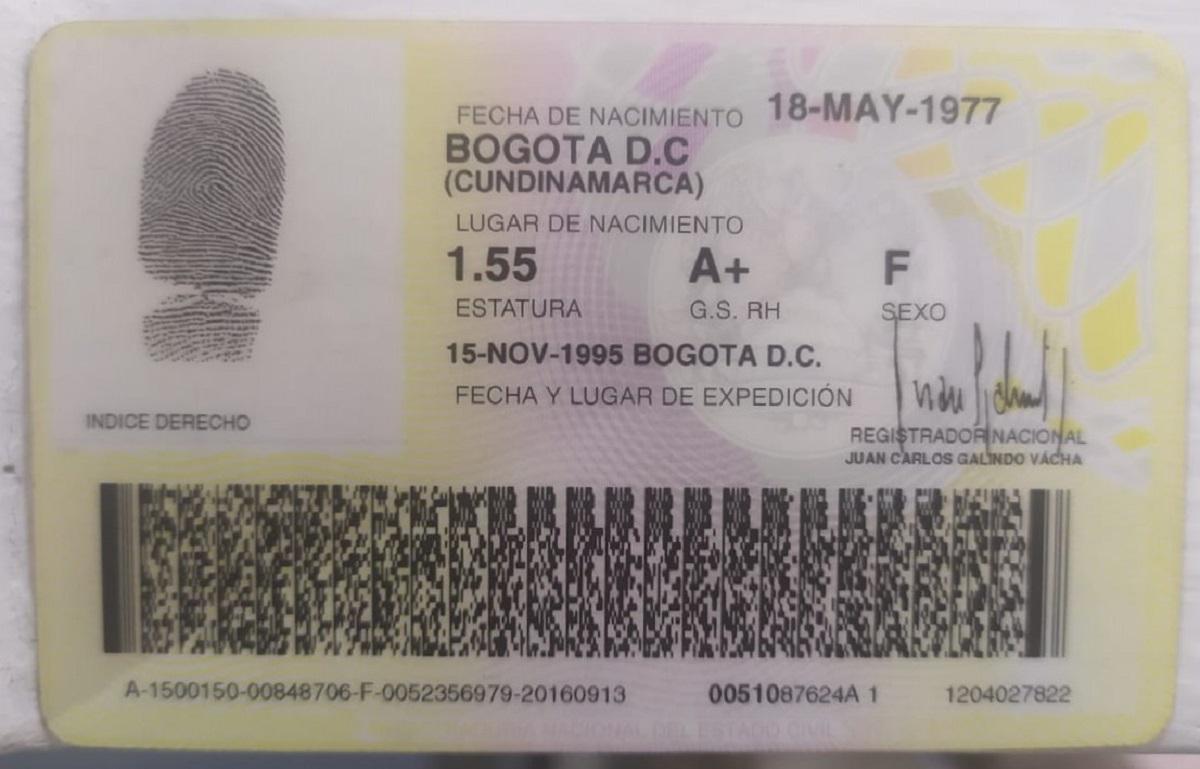 FECHA DE NACIMIENTO 18-MAY-1977
BOGOTA D.C
(CUNDINAMARCA)
LUGAR DE NACIMIENTO
1.55 A+ F
ESTATURA G.S. RH SEXO
15-NOV-1995 BOGOTA D.C.
FECHA Y LUGAR DE EXPEDICIÓN
INDICE DERECHO
REGISTRADOR NACIONAL
JUAN CARLOS GALINDO VÁCHA
A-1500150-00848706-F-0052356979-20160913 0051087624A 1 1204027822
NACIONAL DEL ESTADO CIVIL